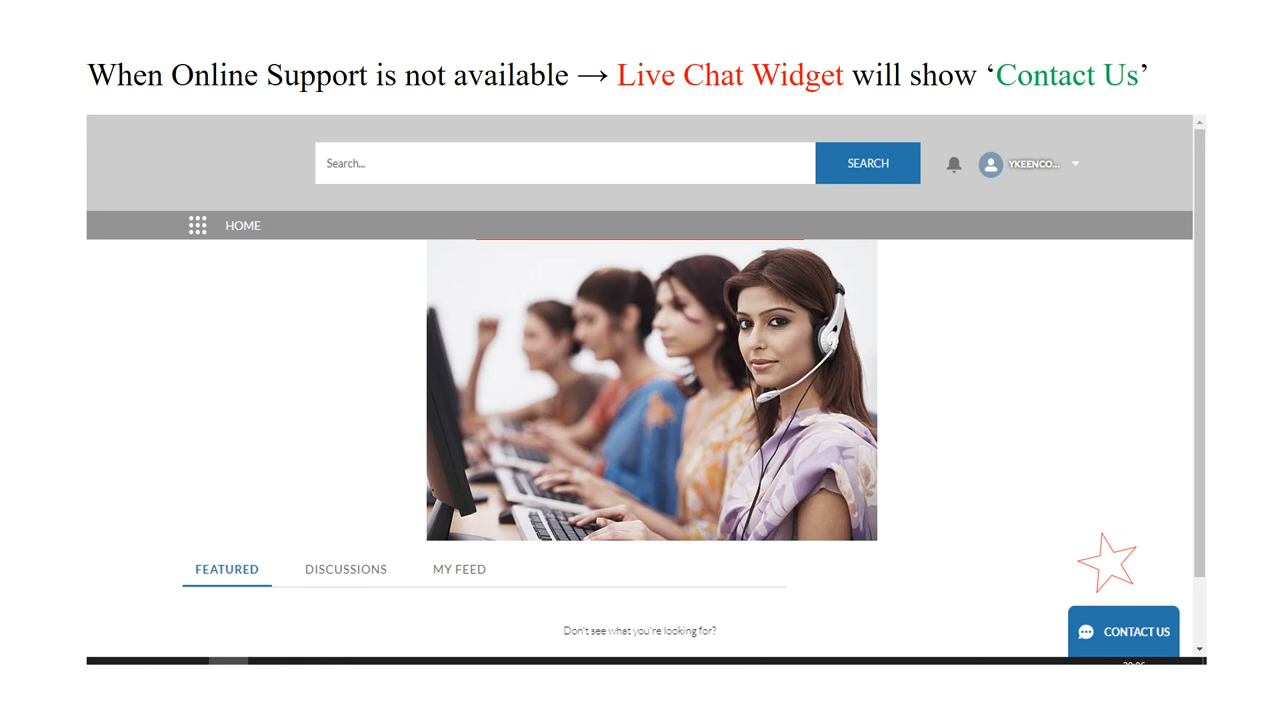 When Online Support is not available → Live Chat Widget will show ‘Contact Us’
Search...
SEARCH
YKEENCO...
HOME
FEATURED
DISCUSSIONS
MY FEED
Don't see what you're looking for?
CONTACT US